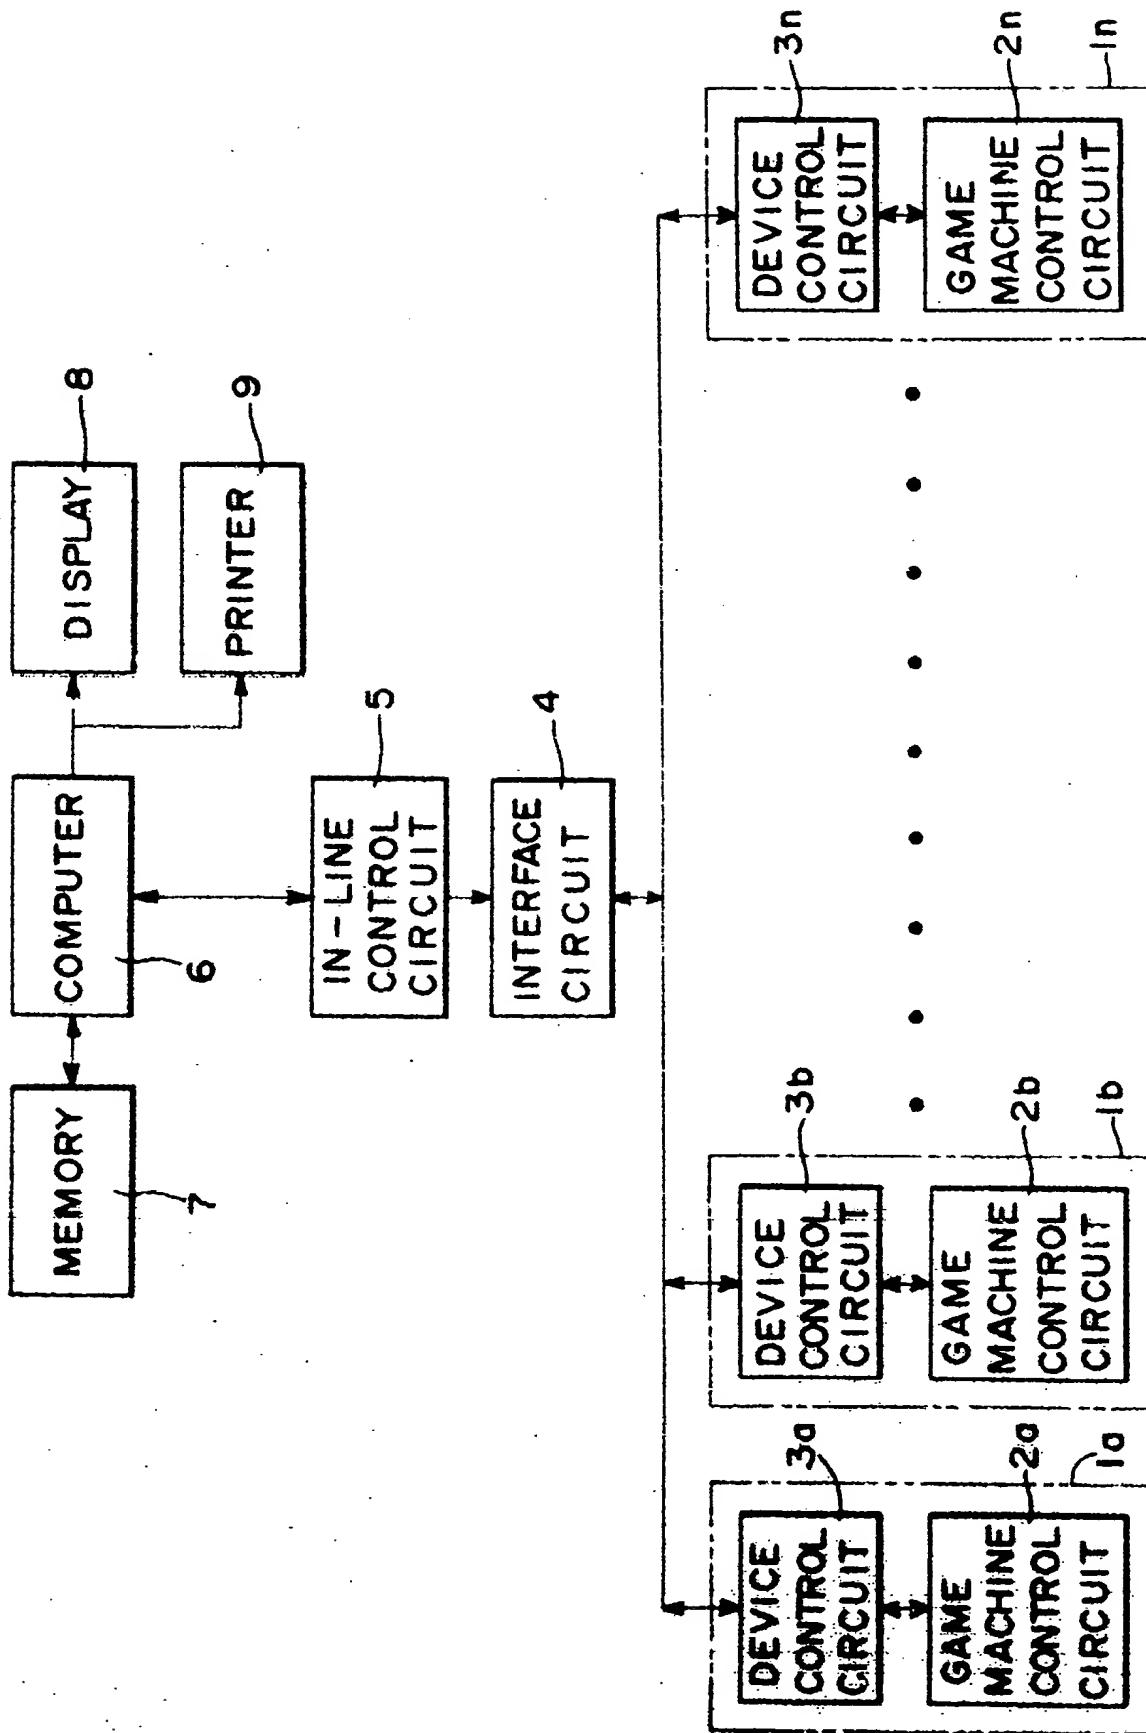 MEMORY
7
COMPUTER
6
DISPLAY
8
PRINTER
9
IN-LINE
CONTROL
CIRCUIT
5
INTERFACE
CIRCUIT
4
DEVICE
CONTROL
CIRCUIT
3a
GAME
MACHINE
CONTROL
CIRCUIT
2a
1a
DEVICE
CONTROL
CIRCUIT
3b
GAME
MACHINE
CONTROL
CIRCUIT
2b
1b
DEVICE
CONTROL
CIRCUIT
3n
GAME
MACHINE
CONTROL
CIRCUIT
2n
1n